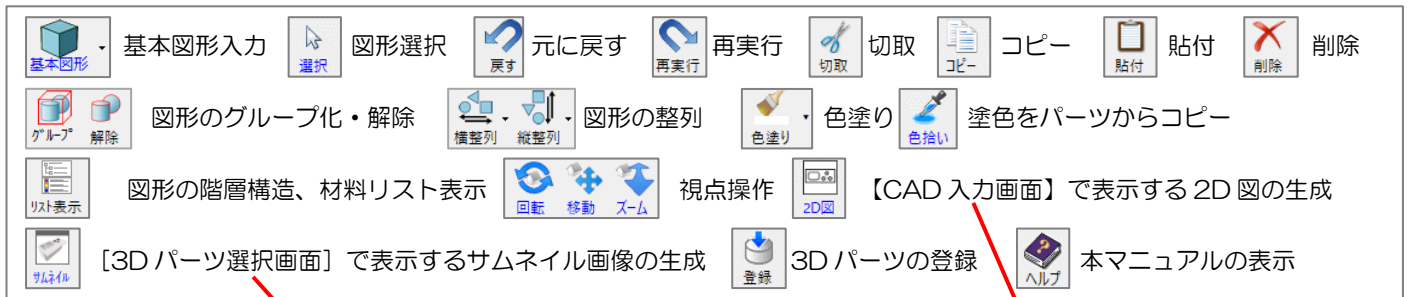 基本図形 基本図形入力 選択 図形選択 戻す 元に戻す 再実行 再実行 切取 切取 コピー コピー 貼付 貼付 削除 削除
グループ 解除 図形のグループ化・解除 横整列 縦整列 図形の整列 色塗り 色塗り 色拾い 塗色をパーツからコピー
リスト表示 図形の階層構造、材料リスト表示 回転 移動 ズーム 視点操作 2D図 【CAD 入力画面】で表示する 2D 図の生成
サムネイル [3D パーツ選択画面] で表示するサムネイル画像の生成 登録 3D パーツの登録 ヘルプ 本マニュアルの表示